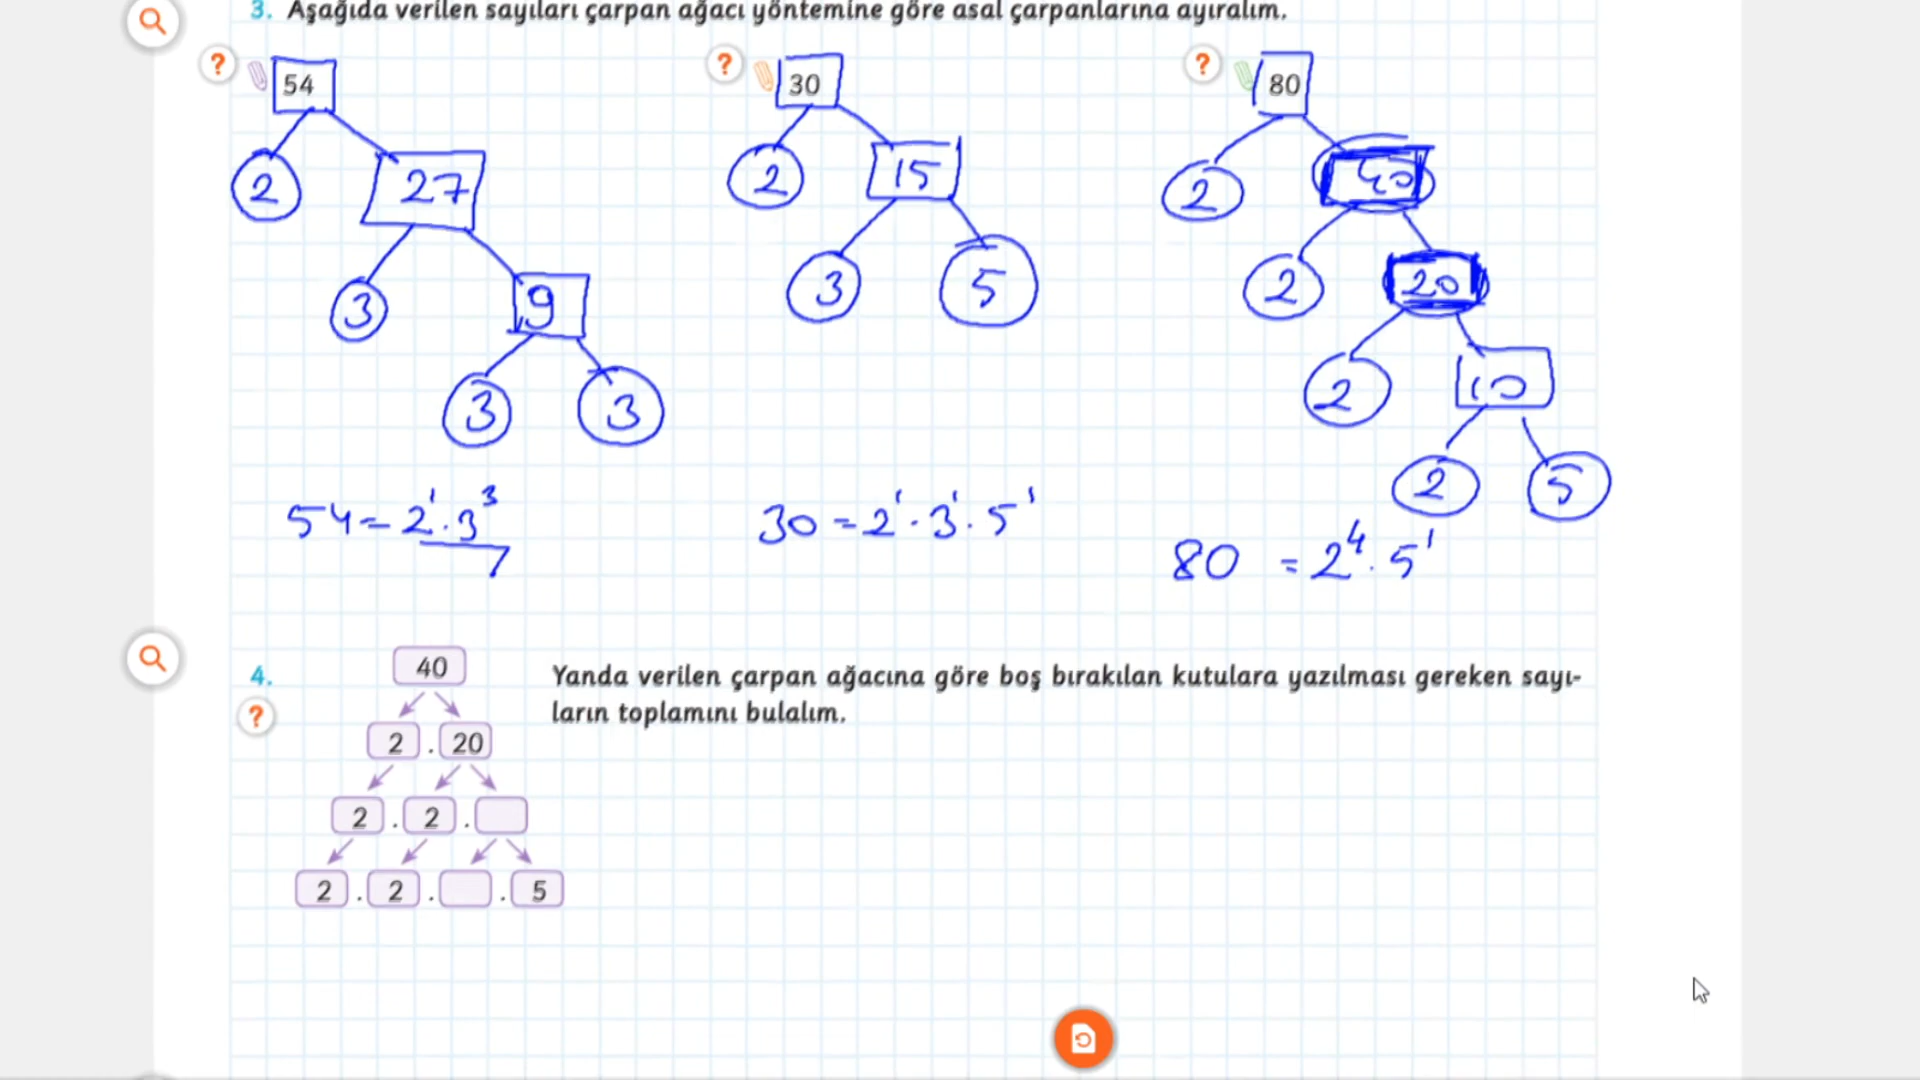 3. Aşağıda verilen sayıları çarpan ağacı yöntemine göre asal çarpanlarına ayıralım.
? 54 ? 30 ? 80
2 27 2 15 2 40
3 9 3 5 2 20
3 3 2 10
2 5
54 = 2¹ · 3³
30 = 2¹ · 3¹ · 5¹
80 = 2⁴ · 5¹
4. Yanda verilen çarpan ağacına göre boş bırakılan kutulara yazılması gereken sayı-
ların toplamını bulalım.
?
40
2 . 20
2 . 2 .
2 . 2 . . 5